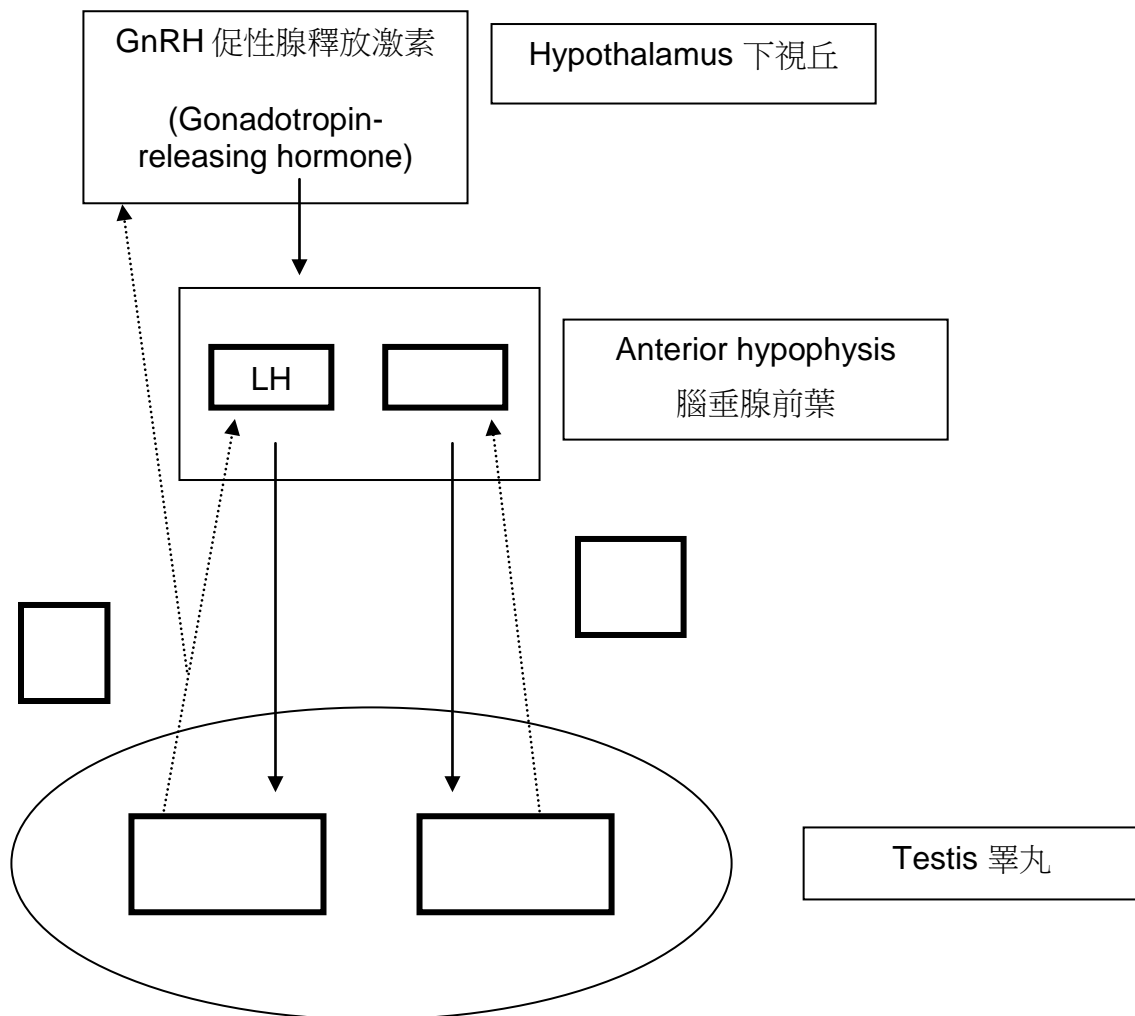 GnRH 促性腺釋放激素
(Gonadotropin-
releasing hormone)
Hypothalamus 下視丘
LH
Anterior hypophysis
腦垂腺前葉
Testis 睪丸